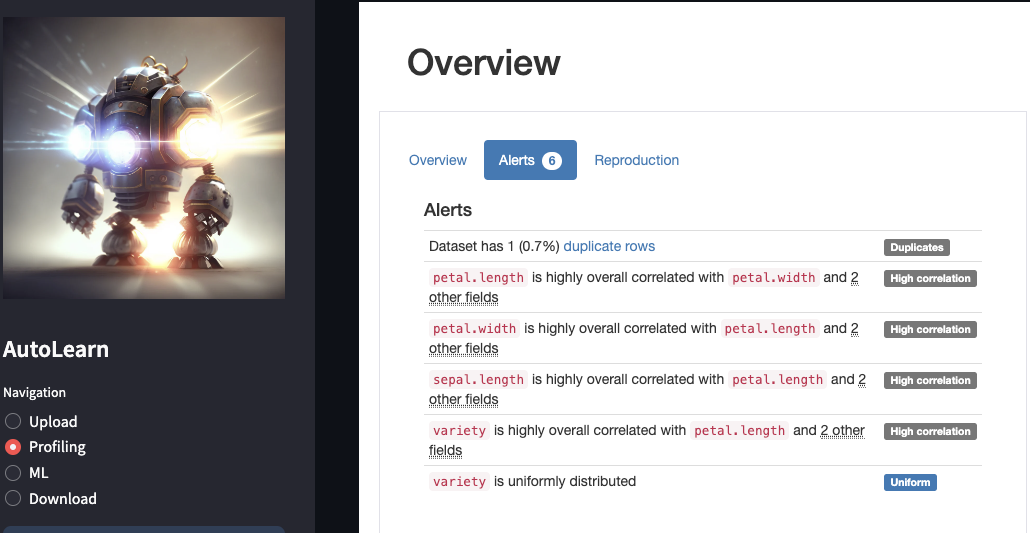 AutoLearn
Navigation
Upload
Profiling
ML
Download
Overview
Overview Alerts 6 Reproduction
Alerts
Dataset has 1 (0.7%) duplicate rows Duplicates
petal.length is highly overall correlated with petal.width and 2 High correlation
other fields
petal.width is highly overall correlated with petal.length and 2 High correlation
other fields
sepal.length is highly overall correlated with petal.length and 2 High correlation
other fields
variety is highly overall correlated with petal.length and 2 other High correlation
fields
variety is uniformly distributed Uniform